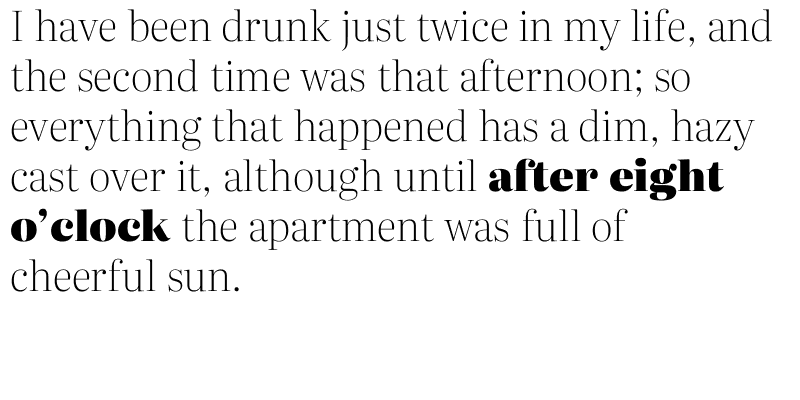 I have been drunk just twice in my life, and
the second time was that afternoon; so
everything that happened has a dim, hazy
cast over it, although until after eight
o’clock the apartment was full of
cheerful sun.